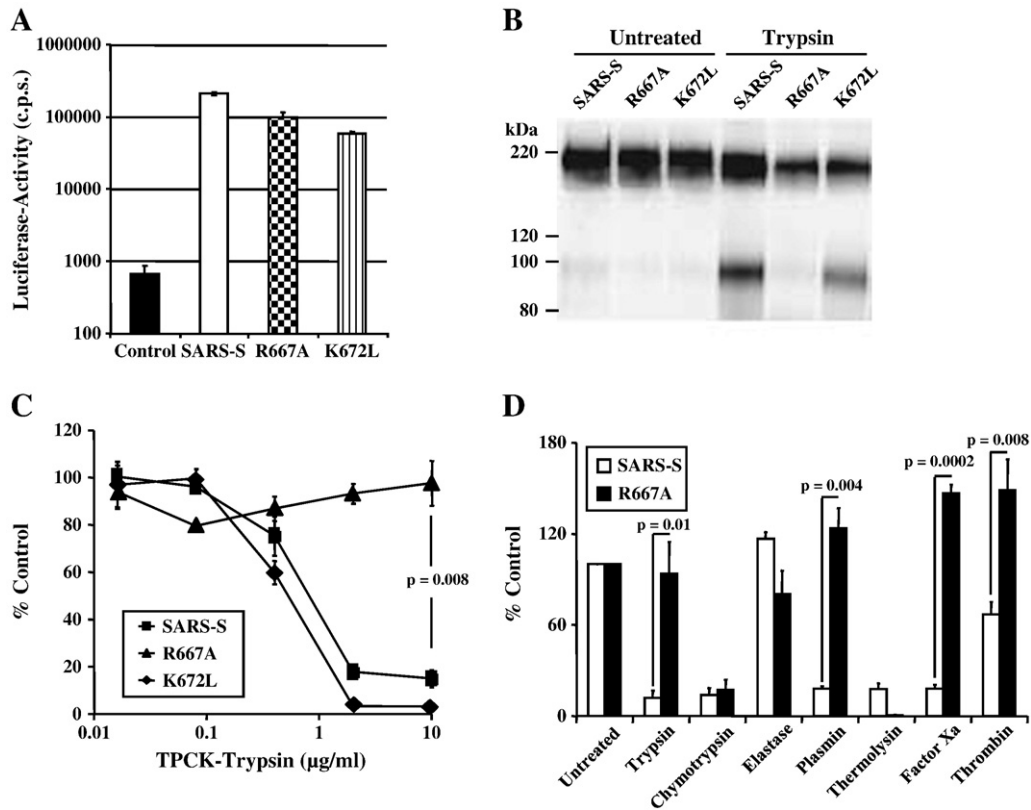 A
1000000
100000
10000
1000
100
Luciferase-Activity (c.p.s.)
Control SARS-S R667A K672L
B
Untreated Trypsin
SARS-S R667A K672L SARS-S R667A K672L
kDa
220
120
100
80
C
120
100
80
60
40
20
0
% Control
p = 0.008
SARS-S
R667A
K672L
0.01 0.1 1 10
TPCK-Trypsin (µg/ml)
D
180
120
60
0
% Control
SARS-S
R667A
p = 0.01
p = 0.004
p = 0.0002
p = 0.008
Untreated Trypsin Chymotrypsin Elastase Plasmin Thermolysin Factor Xa Thrombin